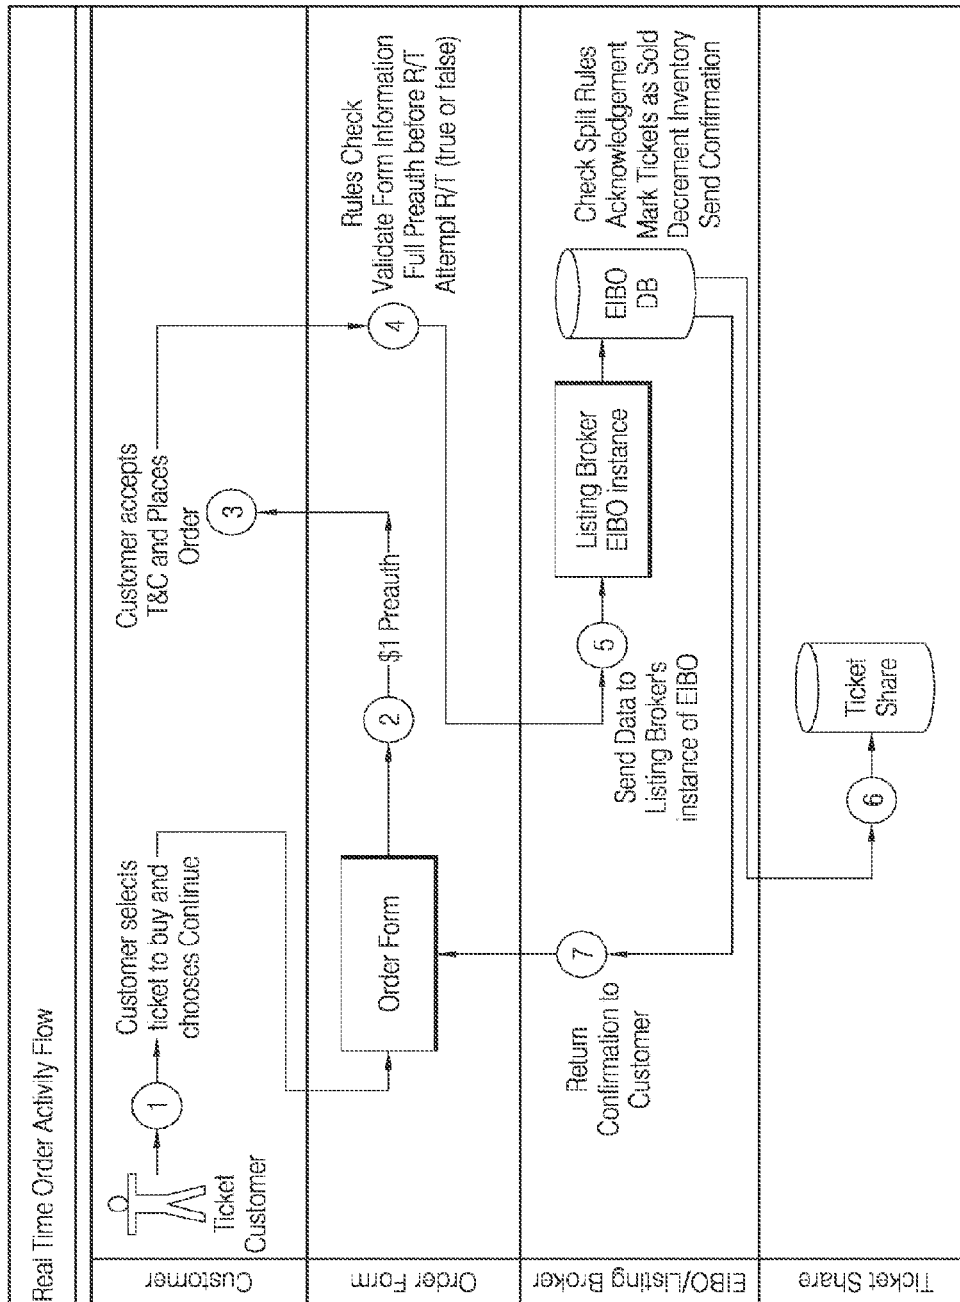 Real Time Order Activity Flow
Customer
Ticket
Customer
1
Customer selects
ticket to buy and
chooses Continue
Customer accepts
T&C and Places
Order
3
Order Form
Order Form
2
$1 Preauth
4
Rules Check
Validate Form Information
Full Preauth before R/T
Attempt R/T (true or false)
EIBO/Listing Broker
Return
Confirmation to
Customer
7
Send Data to
Listing Broker's
instance of EIBO
5
Listing Broker
EIBO instance
EIBO
DB
Check Split Rules
Acknowledgement
Mark Tickets as Sold
Decrement Inventory
Send Confirmation
Ticket Share
6
Ticket
Share